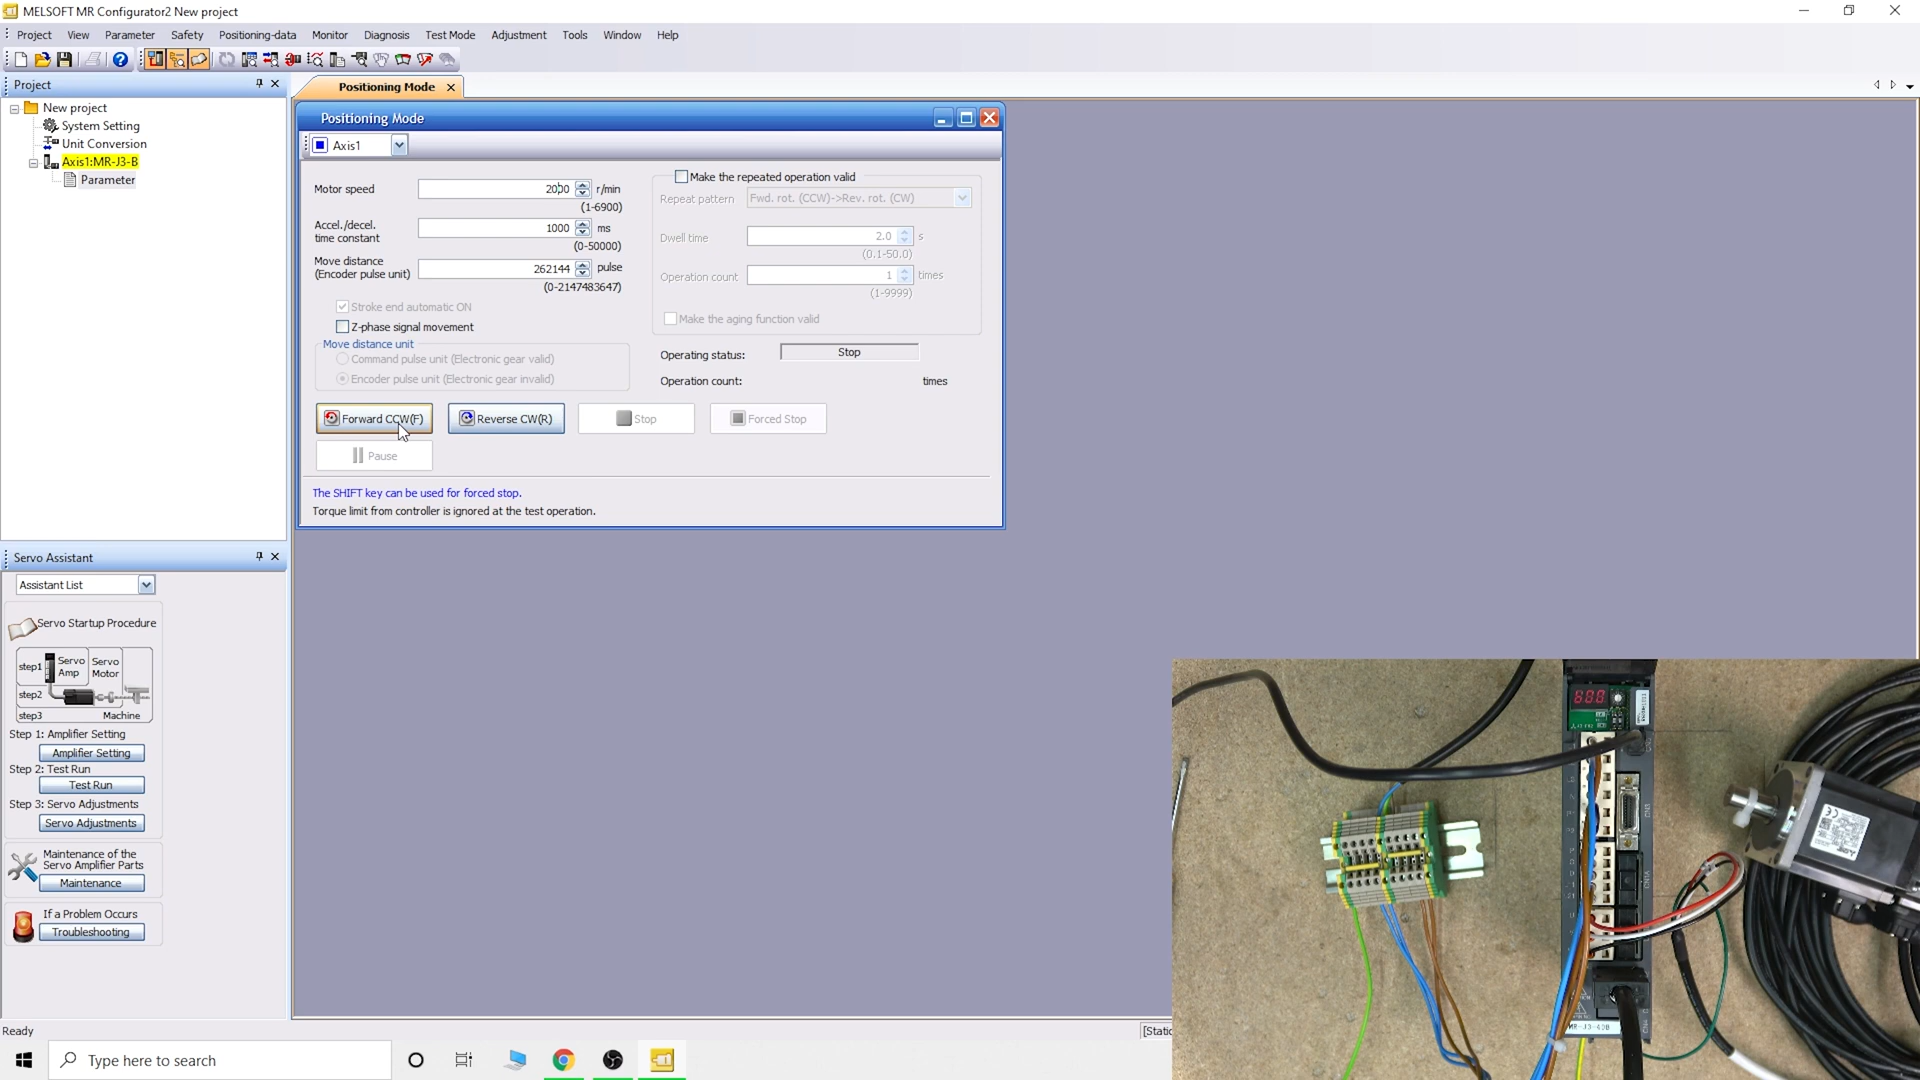 MELSOFT MR Configurator2 New project
Project View Parameter Safety Positioning-data Monitor Diagnosis Test Mode Adjustment Tools Window Help
Project
Positioning Mode
New project
System Setting
Unit Conversion
Axis1:MR-J3-B
Parameter
Positioning Mode
Axis1
Motor speed 2000 r/min
(1-6900)
Accel./decel.
time constant 1000 ms
(0-50000)
Move distance
(Encoder pulse unit) 262144 pulse
(0-2147483647)
Stroke end automatic ON
Z-phase signal movement
Move distance unit
Command pulse unit (Electronic gear valid)
Encoder pulse unit (Electronic gear invalid)
Make the repeated operation valid
Repeat pattern Fwd. rot. (CCW)->Rev. rot. (CW)
Dwell time 2.0 s
(0.1-50.0)
Operation count 1 times
(1-9999)
Make the aging function valid
Operating status: Stop
Operation count: times
Forward CCW(F) Reverse CW(R) Stop Forced Stop
Pause
The SHIFT key can be used for forced stop.
Torque limit from controller is ignored at the test operation.
Servo Assistant
Assistant List
Servo Startup Procedure
step1 Servo Amp Servo Motor
step2
step3 Machine
Step 1: Amplifier Setting
Amplifier Setting
Step 2: Test Run
Test Run
Step 3: Servo Adjustments
Servo Adjustments
Maintenance of the
Servo Amplifier Parts
Maintenance
If a Problem Occurs
Troubleshooting
Ready
Type here to search